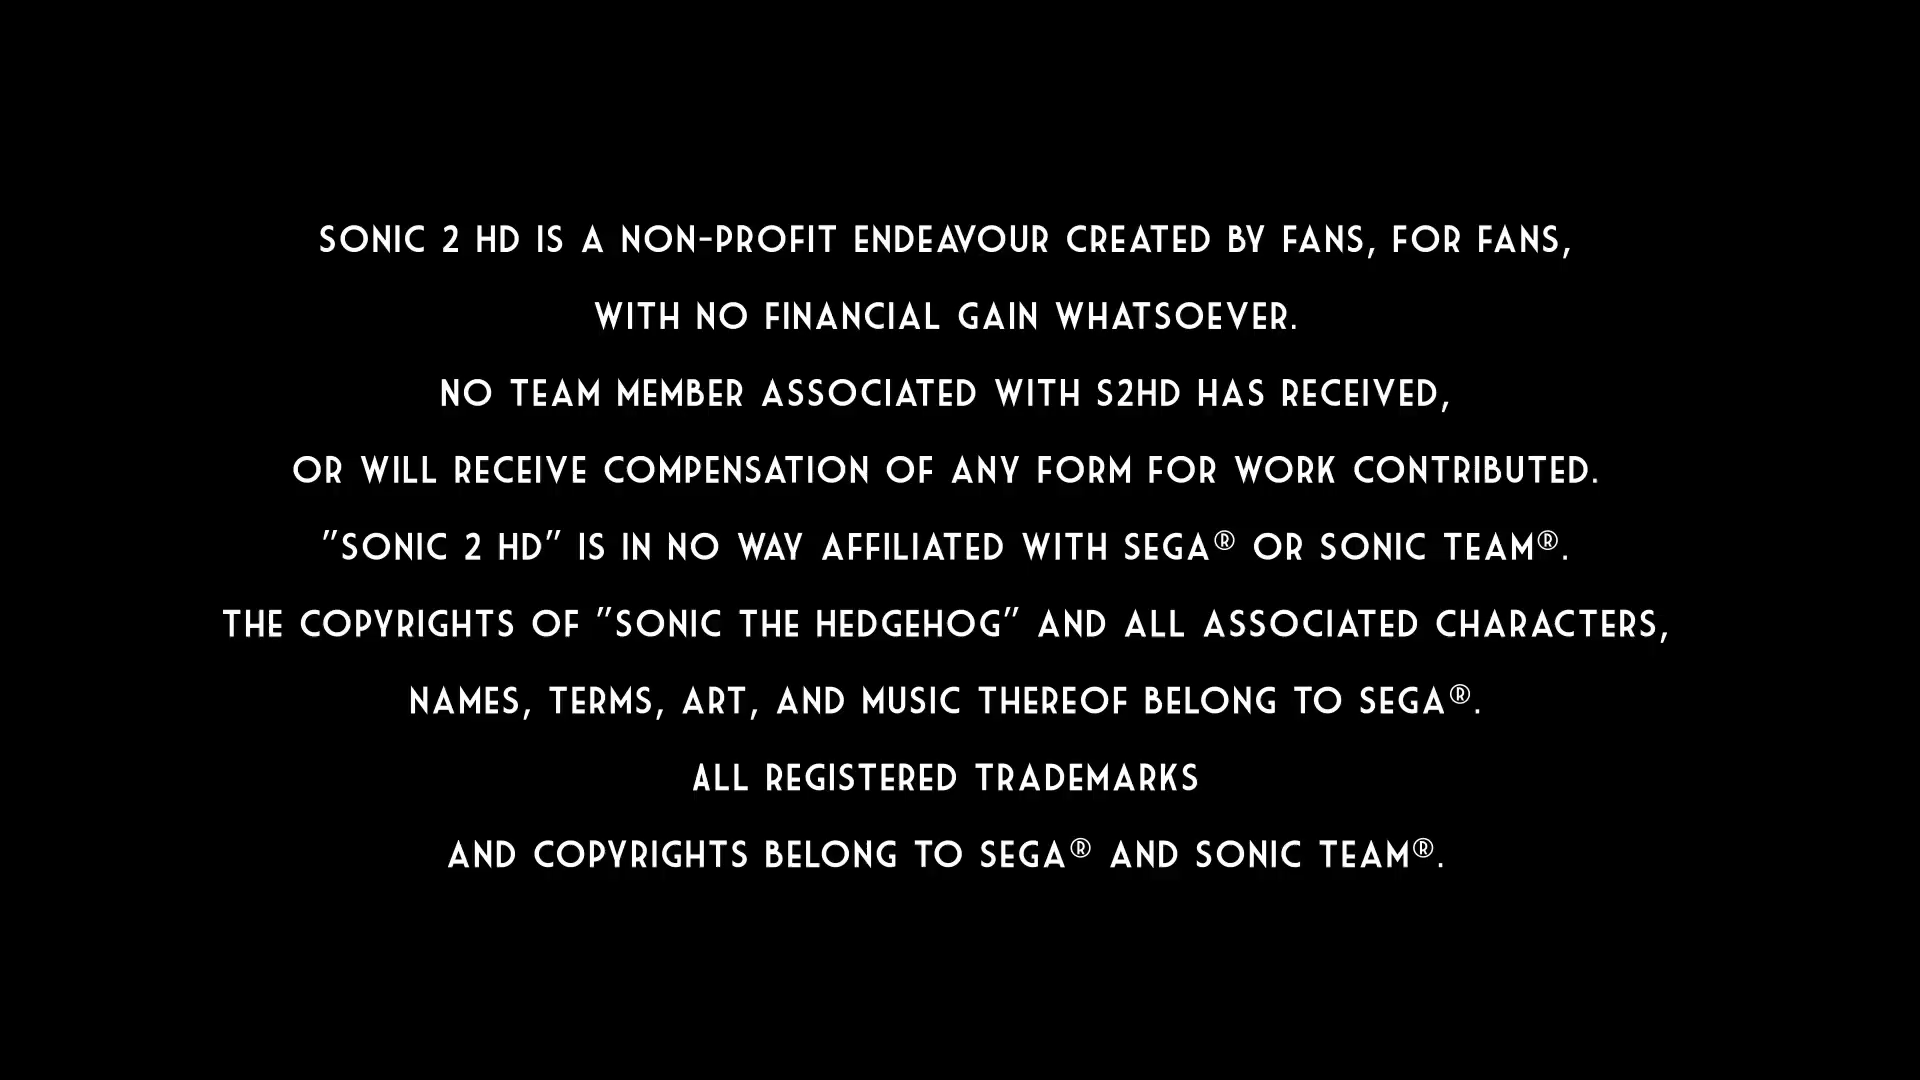 SONIC 2 HD IS A NON-PROFIT ENDEAVOUR CREATED BY FANS, FOR FANS,
WITH NO FINANCIAL GAIN WHATSOEVER.
NO TEAM MEMBER ASSOCIATED WITH S2HD HAS RECEIVED,
OR WILL RECEIVE COMPENSATION OF ANY FORM FOR WORK CONTRIBUTED.
"SONIC 2 HD" IS IN NO WAY AFFILIATED WITH SEGA® OR SONIC TEAM®.
THE COPYRIGHTS OF "SONIC THE HEDGEHOG" AND ALL ASSOCIATED CHARACTERS,
NAMES, TERMS, ART, AND MUSIC THEREOF BELONG TO SEGA®.
ALL REGISTERED TRADEMARKS
AND COPYRIGHTS BELONG TO SEGA® AND SONIC TEAM®.